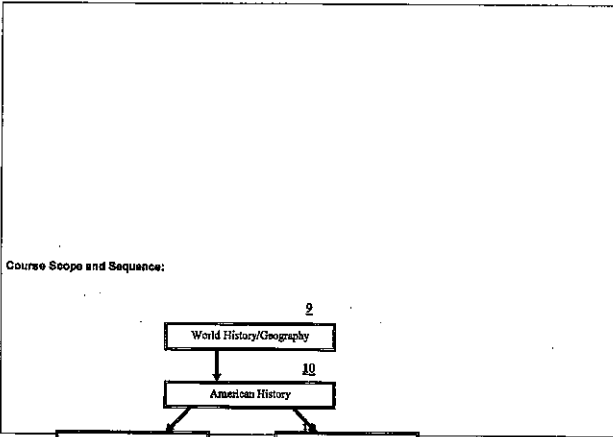 Course Scope and Sequence:
9
World History/Geography
10
American History